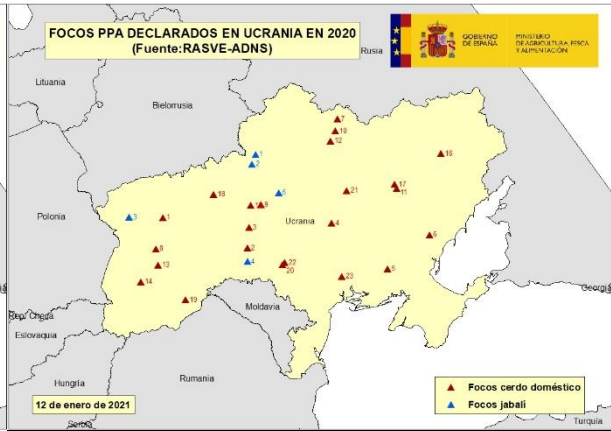 FOCOS PPA DECLARADOS EN UCRANIA EN 2020
(Fuente:RASVE-ADNS)
GOBIERNO
DE ESPAÑA
MINISTERIO
DE AGRICULTURA, PESCA
Y ALIMENTACIÓN
Rusia
Lituania
Bielorrusia
7
19
12
1
2
16
18
5
21
17
11
Polonia
3
1
9
Ucrania
4
3
6
8
2
4
22
20
13
5
23
14
19
Moldavia
Georgia
Rep. Checa
Eslovaquia
Hungría
Rumania
Focos cerdo doméstico
Focos jabalí
12 de enero de 2021
Serbia
Turquia